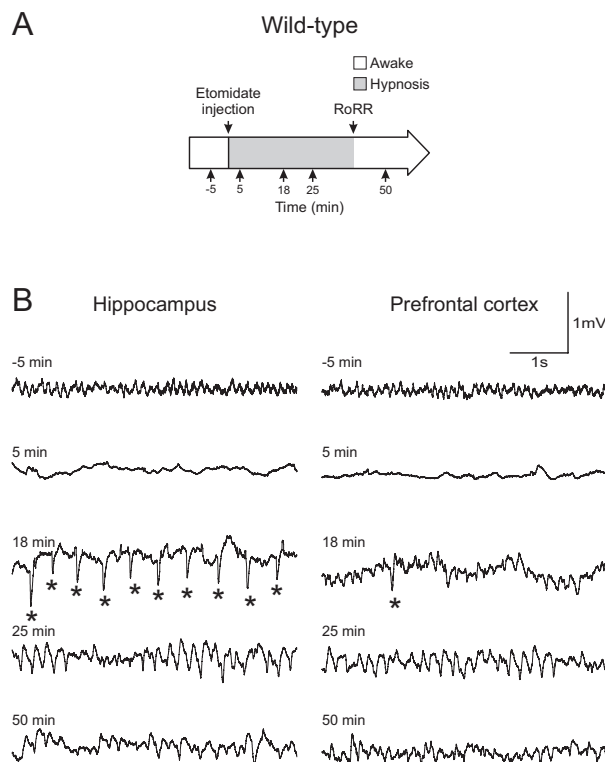 A
Wild-type
Awake
Hypnosis
Etomidate
injection
RoRR
-5
5
18
25
50
Time (min)
B
Hippocampus
Prefrontal cortex
1mV
1s
-5 min
-5 min
5 min
5 min
18 min
18 min
* * * * * * * * * *
*
25 min
25 min
50 min
50 min